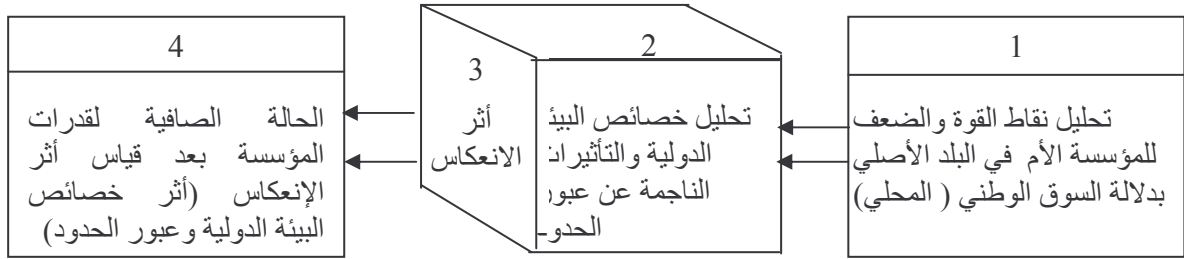 1
تحليل نقاط القوة والضعف
للمؤسسة الأم في البلد الأصلي
بدلالة السوق الوطني ( المحلي)
2
تحليل خصائص البيئ
الدولية والتأثيرات
الناجمة عن عبور
الحدو
3
أثر
الانعكاس
4
الحالة الصافية لقدرات
المؤسسة بعد قياس أثر
الإنعكاس (أثر خصائص
البيئة الدولية وعبور الحدود)